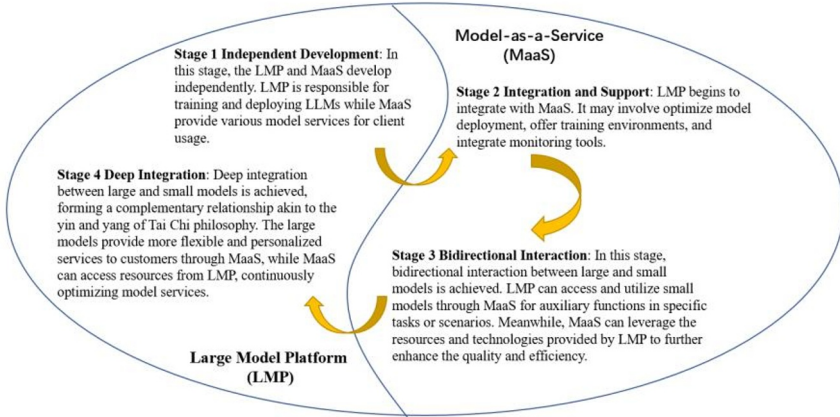 Model-as-a-Service
(MaaS)
Stage 1 Independent Development: In
this stage, the LMP and MaaS develop
independently. LMP is responsible for
training and deploying LLMs while MaaS
provide various model services for client
usage.
Stage 2 Integration and Support: LMP begins to
integrate with MaaS. It may involve optimize model
deployment, offer training environments, and
integrate monitoring tools.
Stage 3 Bidirectional Interaction: In this stage,
bidirectional interaction between large and small
models is achieved. LMP can access and utilize small
models through MaaS for auxiliary functions in specific
tasks or scenarios. Meanwhile, MaaS can leverage the
resources and technologies provided by LMP to further
enhance the quality and efficiency.
Stage 4 Deep Integration: Deep integration
between large and small models is achieved,
forming a complementary relationship akin to the
yin and yang of Tai Chi philosophy. The large
models provide more flexible and personalized
services to customers through MaaS, while MaaS
can access resources from LMP, continuously
optimizing model services.
Large Model Platform
(LMP)